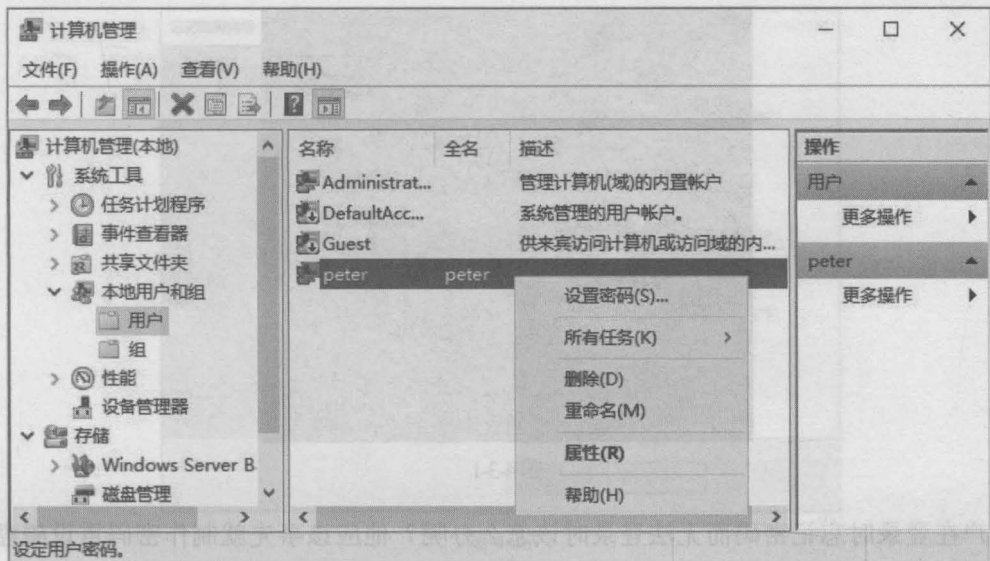 计算机管理
文件(F) 操作(A) 查看(V) 帮助(H)
计算机管理(本地)
系统工具
任务计划程序
事件查看器
共享文件夹
本地用户和组
用户
组
性能
设备管理器
存储
Windows Server B
磁盘管理
名称 全名 描述
Administrat... 管理计算机(域)的内置帐户
DefaultAcc... 系统管理的用户帐户。
Guest 供来宾访问计算机或访问域的内...
peter peter
设置密码(S)...
所有任务(K)
删除(D)
重命名(M)
属性(R)
帮助(H)
操作
用户
更多操作
peter
更多操作
设定用户密码。